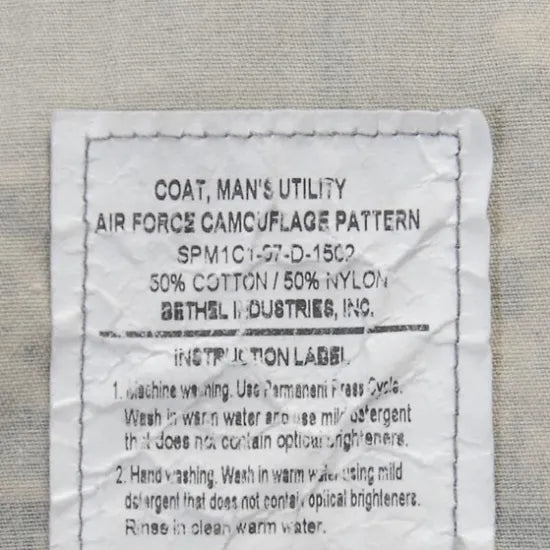 COAT, MAN'S UTILITY
AIR FORCE CAMOUFLAGE PATTERN
SPM1C1-07-D-1502
50% COTTON / 50% NYLON
BETHEL INDUSTRIES, INC.
INSTRUCTION LABEL
1. Machine washing. Use Permanent Press Cycle.
Wash in warm water and use mild detergent
that does not contain optical brighteners.
2. Hand washing. Wash in warm water using mild
detergent that does not contain optical brighteners.
Rinse in clean warm water.